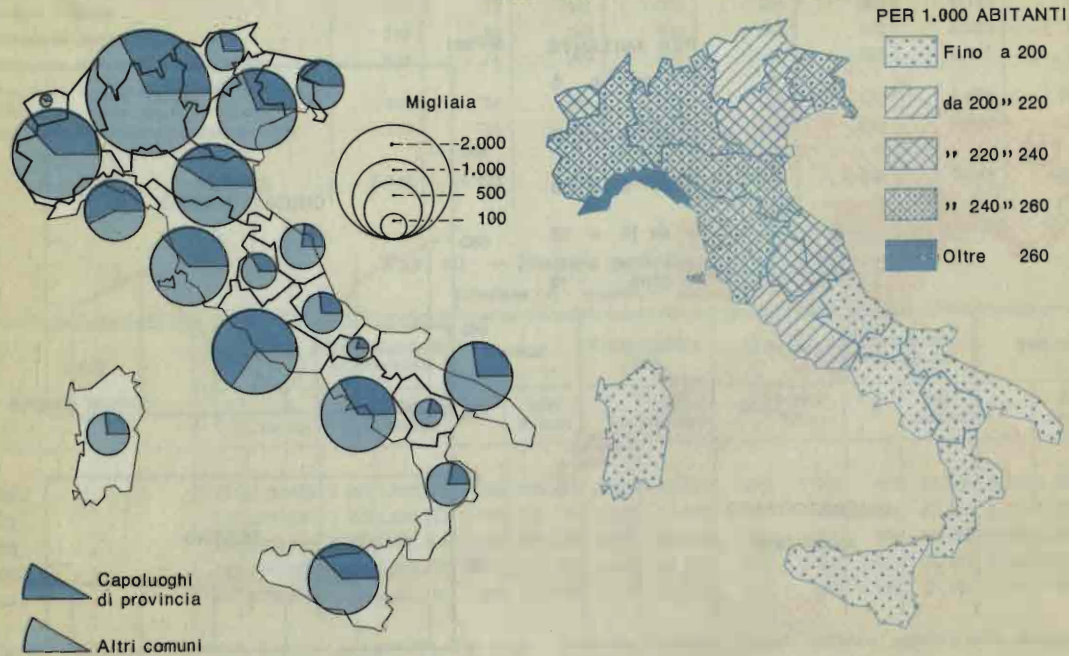 Migliaia
2.000
1.000
500
100
Capoluoghi
di provincia
Altri comuni
PER 1.000 ABITANTI
Fino a 200
da 200 " 220
" 220 " 240
" 240 " 260
Oltre 260